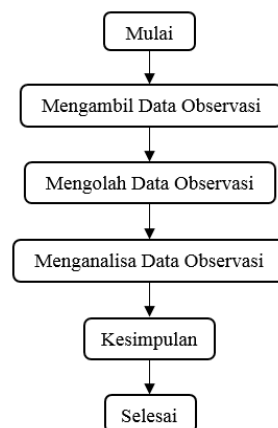 Mulai
Mengambil Data Observasi
Mengolah Data Observasi
Menganalisa Data Observasi
Kesimpulan
Selesai